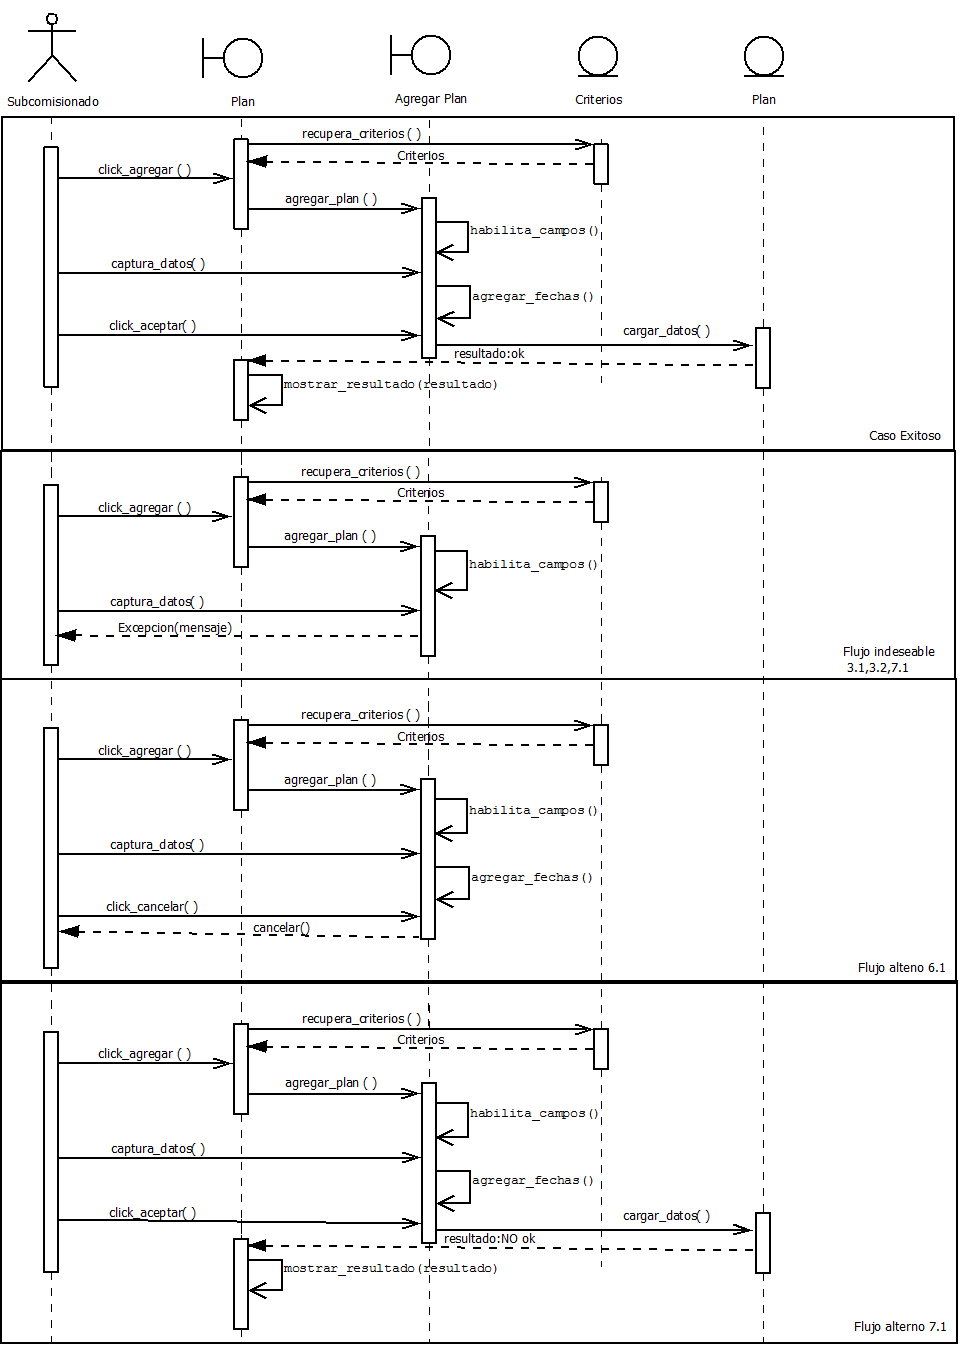 Subcomisionado
Plan
Agregar Plan
Criterios
Plan
recupera_criterios ( )
Criterios
click_agregar ( )
agregar_plan ( )
habilita_campos()
captura_datos( )
agregar_fechas()
click_aceptar( )
cargar_datos( )
resultado:ok
mostrar_resultado(resultado)
Caso Exitoso
recupera_criterios ( )
Criterios
click_agregar ( )
agregar_plan ( )
habilita_campos()
captura_datos( )
Excepcion(mensaje)
Flujo indeseable
3.1,3.2,7.1
recupera_criterios ( )
Criterios
click_agregar ( )
agregar_plan ( )
habilita_campos()
captura_datos( )
agregar_fechas()
click_cancelar( )
cancelar()
Flujo alteno 6.1
recupera_criterios ( )
Criterios
click_agregar ( )
agregar_plan ( )
habilita_campos()
captura_datos( )
agregar_fechas()
click_aceptar( )
cargar_datos( )
resultado:NO ok
mostrar_resultado(resultado)
Flujo alterno 7.1